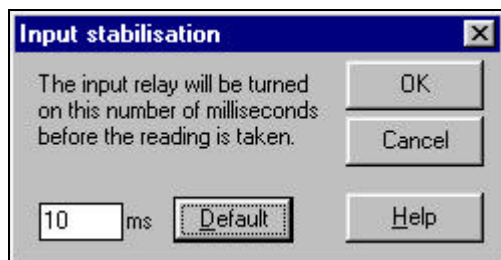 Input stabilisation
The input relay will be turned
on this number of milliseconds
before the reading is taken.
OK
Cancel
10 ms
Default
Help